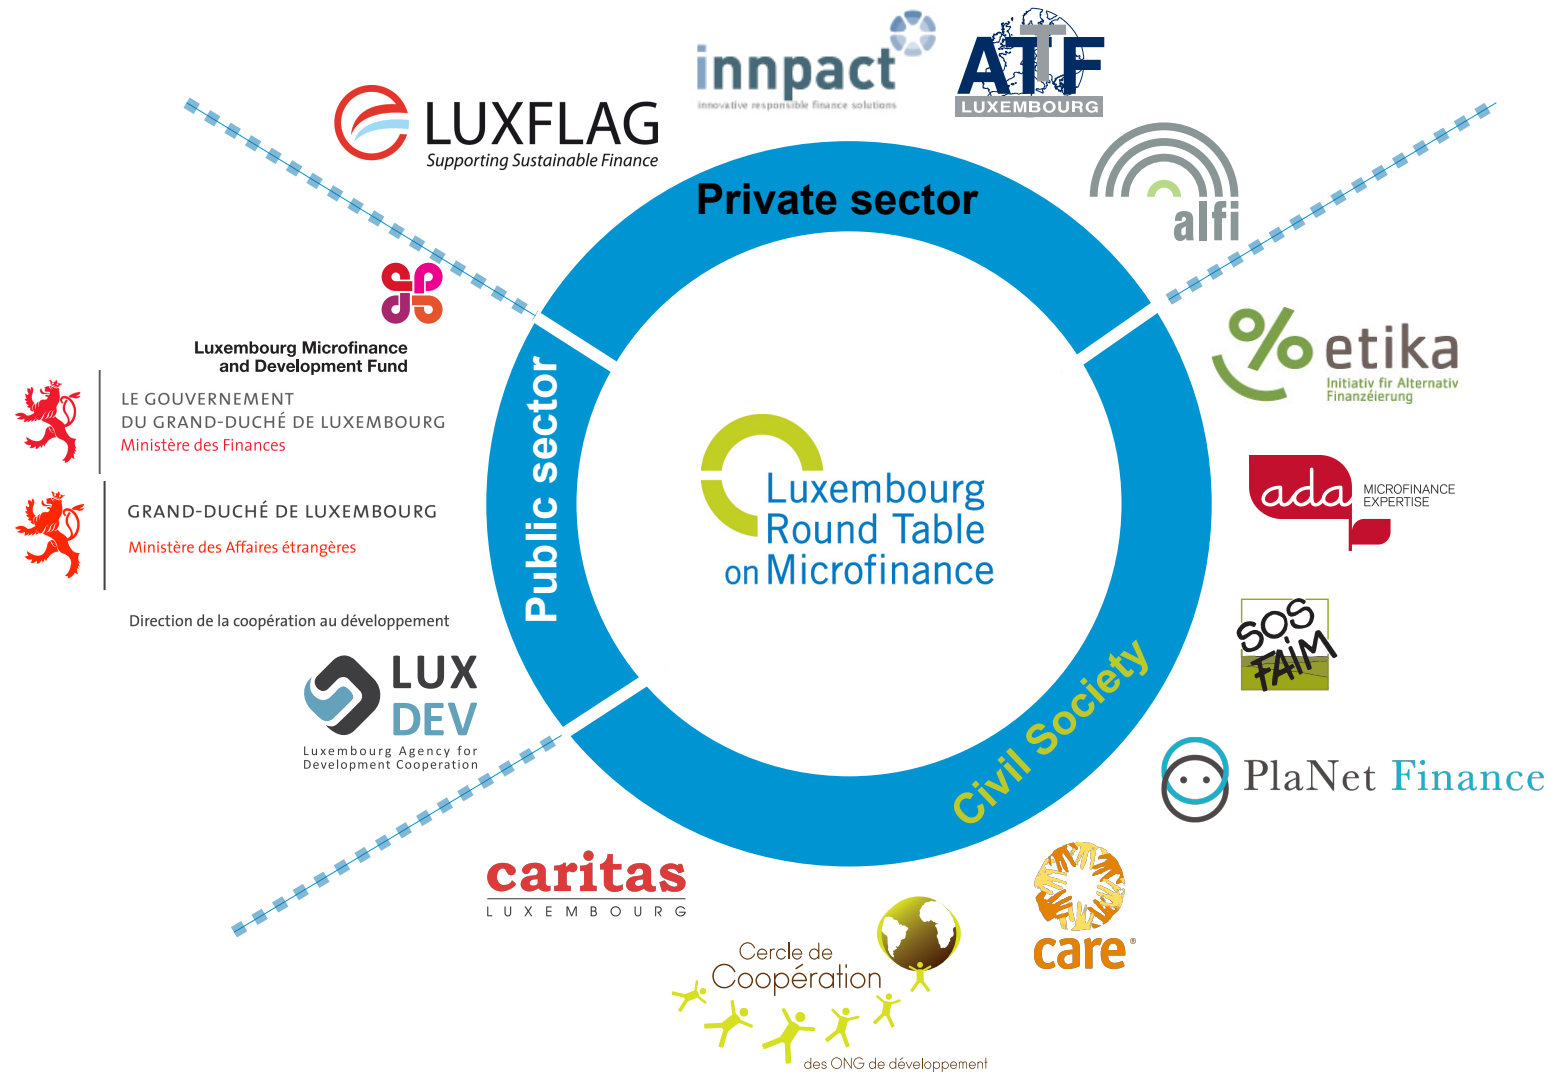 innpact
innovative responsible finance solutions
ATTF
LUXEMBOURG
LUXFLAG
Supporting Sustainable Finance
alfi
Private sector
Luxembourg Microfinance
and Development Fund
LE GOUVERNEMENT
DU GRAND-DUCHÉ DE LUXEMBOURG
Ministère des Finances
GRAND-DUCHÉ DE LUXEMBOURG
Ministère des Affaires étrangères
Direction de la coopération au développement
LUX
DEV
Luxembourg Agency for
Development Cooperation
Public sector
Luxembourg
Round Table
on Microfinance
% etika
Initiativ fir Alternativ
Finanzéierung
ada MICROFINANCE
EXPERTISE
SOS
FAIM
PlaNet Finance
Civil Society
care®
caritas
LUXEMBOURG
Cercle de
Coopération
des ONG de développement